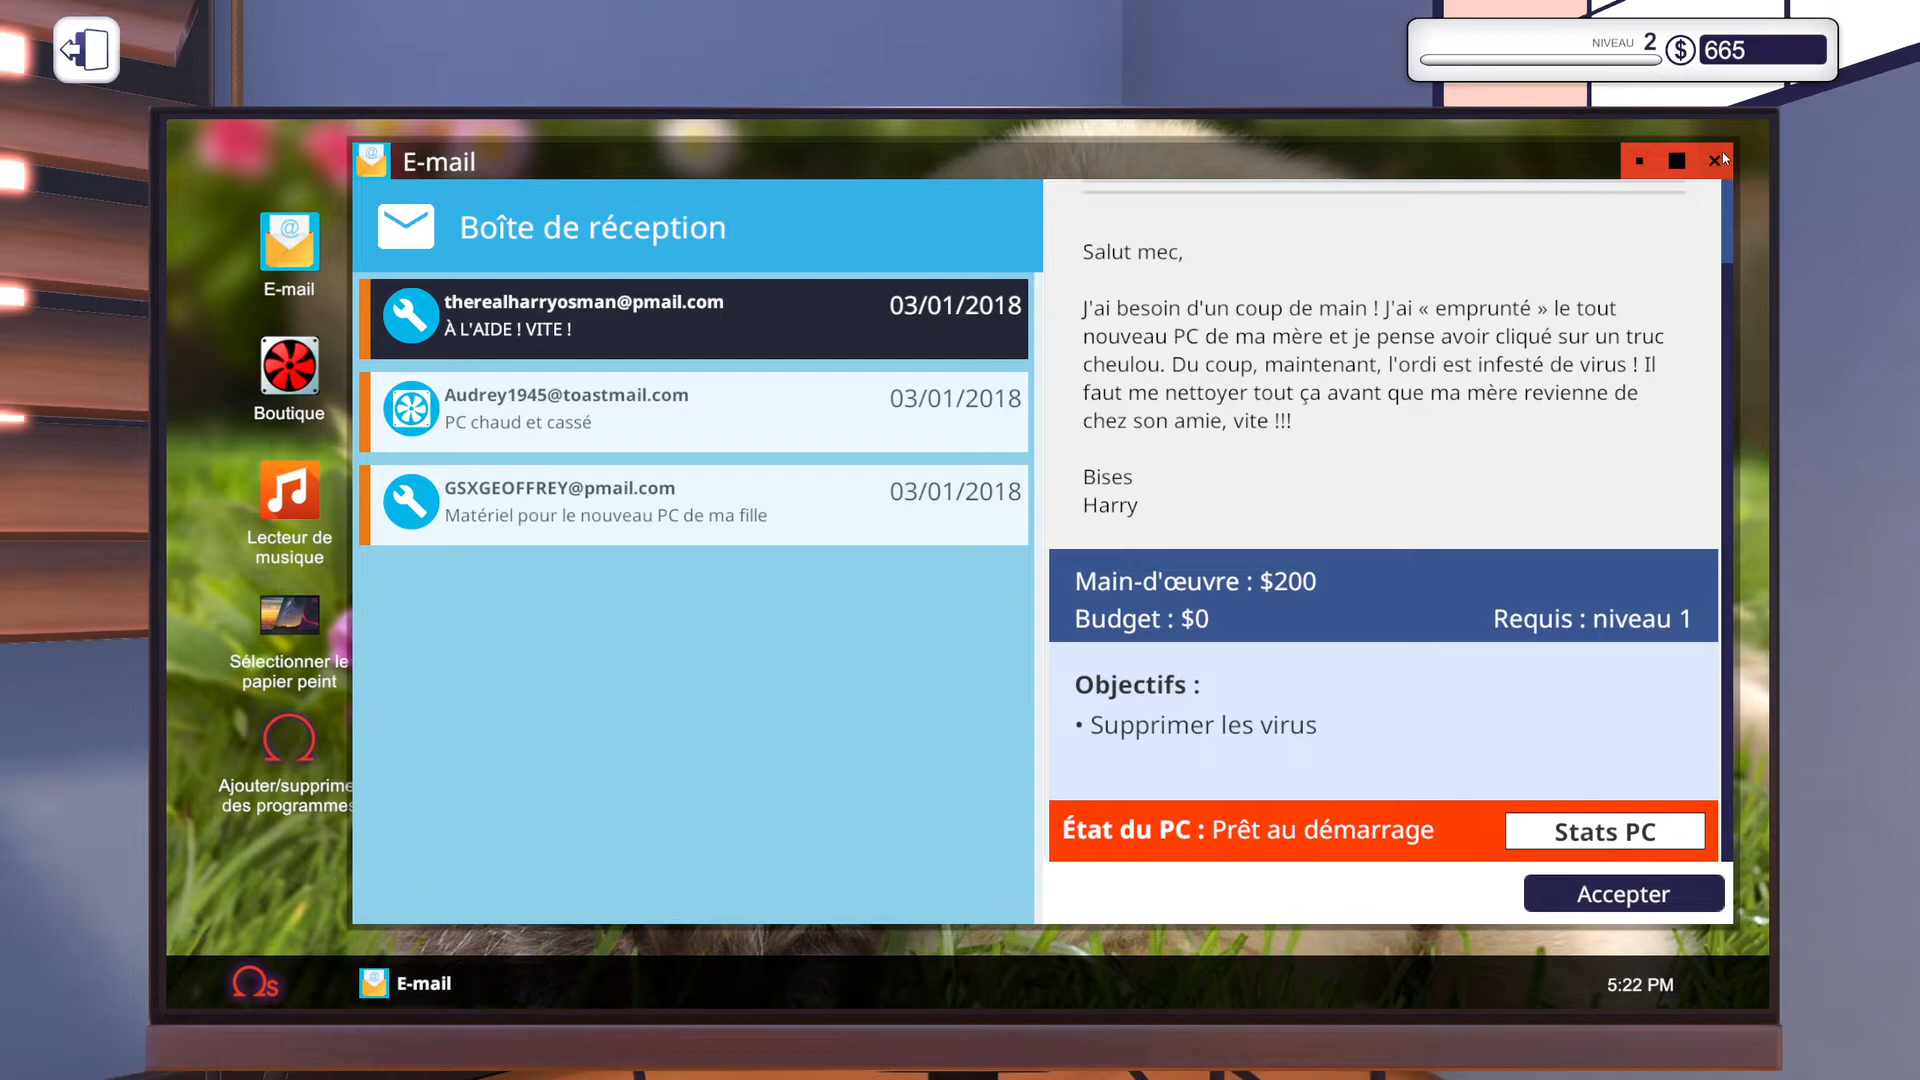 NIVEAU 2 $ 665
E-mail
Boîte de réception
therealharryosman@pmail.com 03/01/2018
À L'AIDE ! VITE !
Audrey1945@toastmail.com 03/01/2018
PC chaud et cassé
GSXGEOFFREY@pmail.com 03/01/2018
Matériel pour le nouveau PC de ma fille
Salut mec,
J'ai besoin d'un coup de main ! J'ai « emprunté » le tout
nouveau PC de ma mère et je pense avoir cliqué sur un truc
cheulou. Du coup, maintenant, l'ordi est infesté de virus ! Il
faut me nettoyer tout ça avant que ma mère revienne de
chez son amie, vite !!!
Bises
Harry
Main-d'œuvre : $200
Budget : $0 Requis : niveau 1
Objectifs :
• Supprimer les virus
État du PC : Prêt au démarrage
Stats PC
Accepter
E-mail
Boutique
Lecteur de
musique
Sélectionner le
papier peint
Ajouter/supprime
des programmes
Ωs
E-mail
5:22 PM